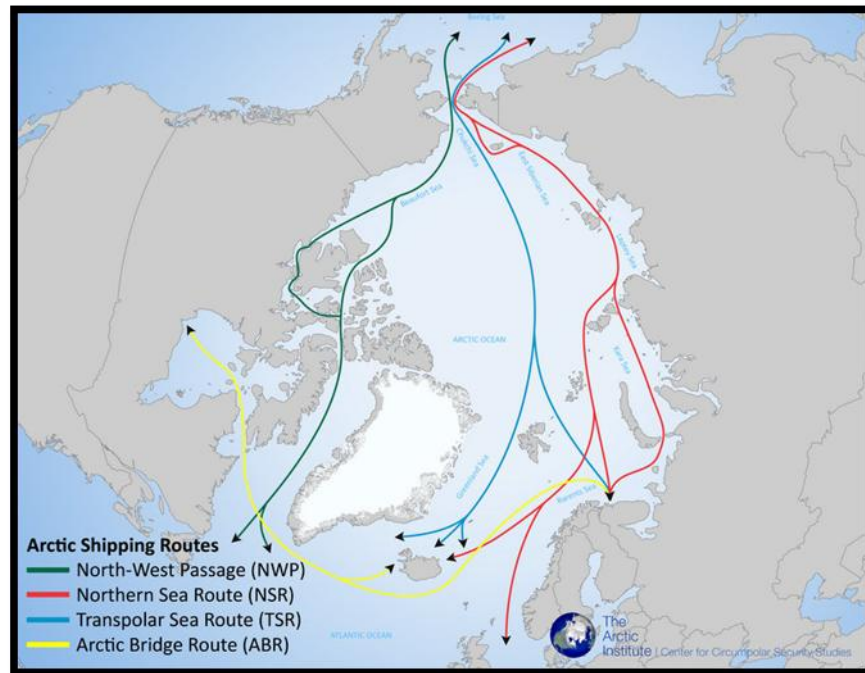 Bering Sea
Chukchi Sea
East Siberian Sea
Beaufort Sea
Laptev Sea
ARCTIC OCEAN
Kara Sea
Greenland Sea
Barents Sea
Arctic Shipping Routes
North-West Passage (NWP)
Northern Sea Route (NSR)
Transpolar Sea Route (TSR)
Arctic Bridge Route (ABR)
ATLANTIC OCEAN
The
Arctic
Institute | Center for Circumpolar Security Studies